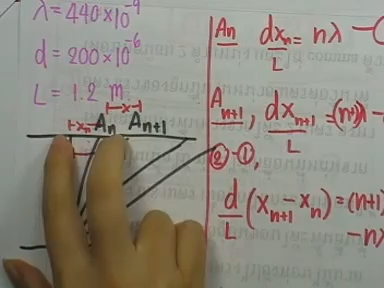 λ = 440×10⁻⁹
d = 200×10⁻⁶
L = 1.2 m
x
xₙ Aₙ Aₙ₊₁
Aₙ dxₙ/L = nλ —(
Aₙ₊₁, dxₙ₊₁/L = (n+1)λ —
②-①,
d/L (xₙ₊₁ - xₙ) = (n+1)
-nλ